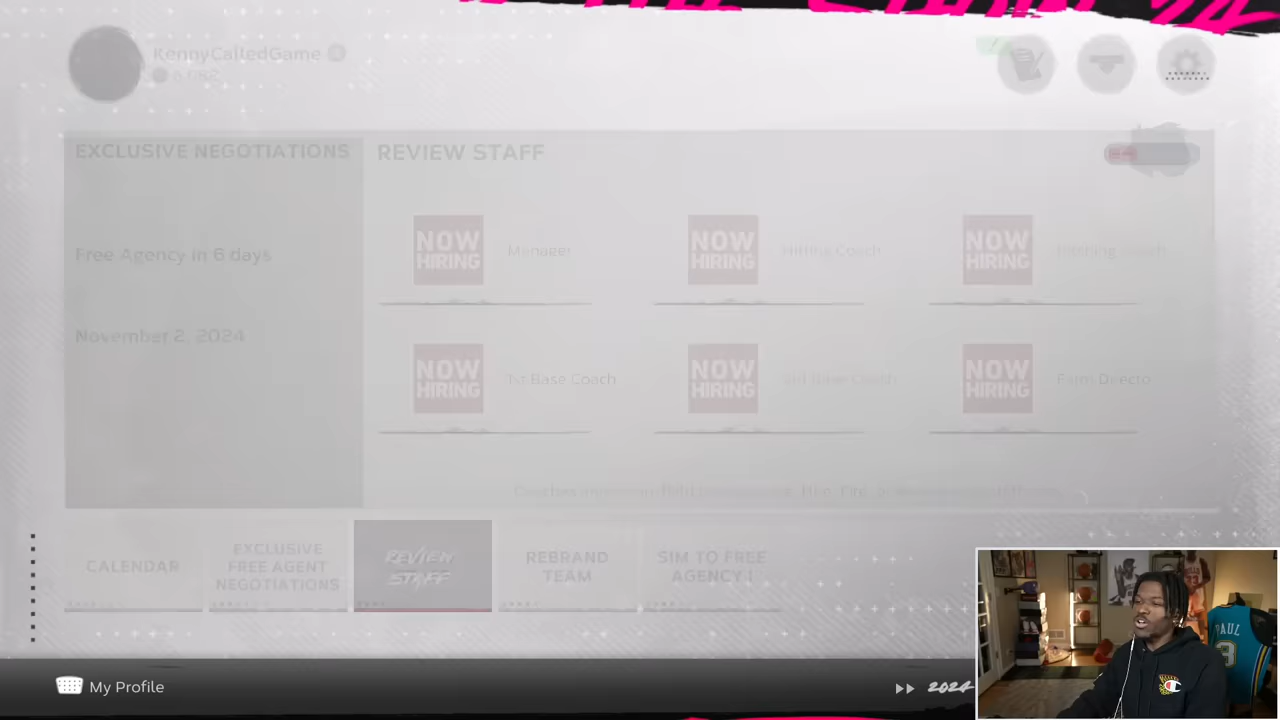 KennyCalledGame
EXCLUSIVE NEGOTIATIONS
REVIEW STAFF
NOW HIRING
Manager
NOW HIRING
Hitting Coach
NOW HIRING
Pitching Coach
Free Agency in 6 days
November 2, 2024
NOW HIRING
1st Base Coach
NOW HIRING
3rd Base Coach
NOW HIRING
Farm Directo
CALENDAR
EXCLUSIVE
FREE AGENT
NEGOTIATIONS
REVIEW
STAFF
REBRAND
TEAM
SIM TO FREE
AGENCY 1
My Profile
2024
PAUL
3